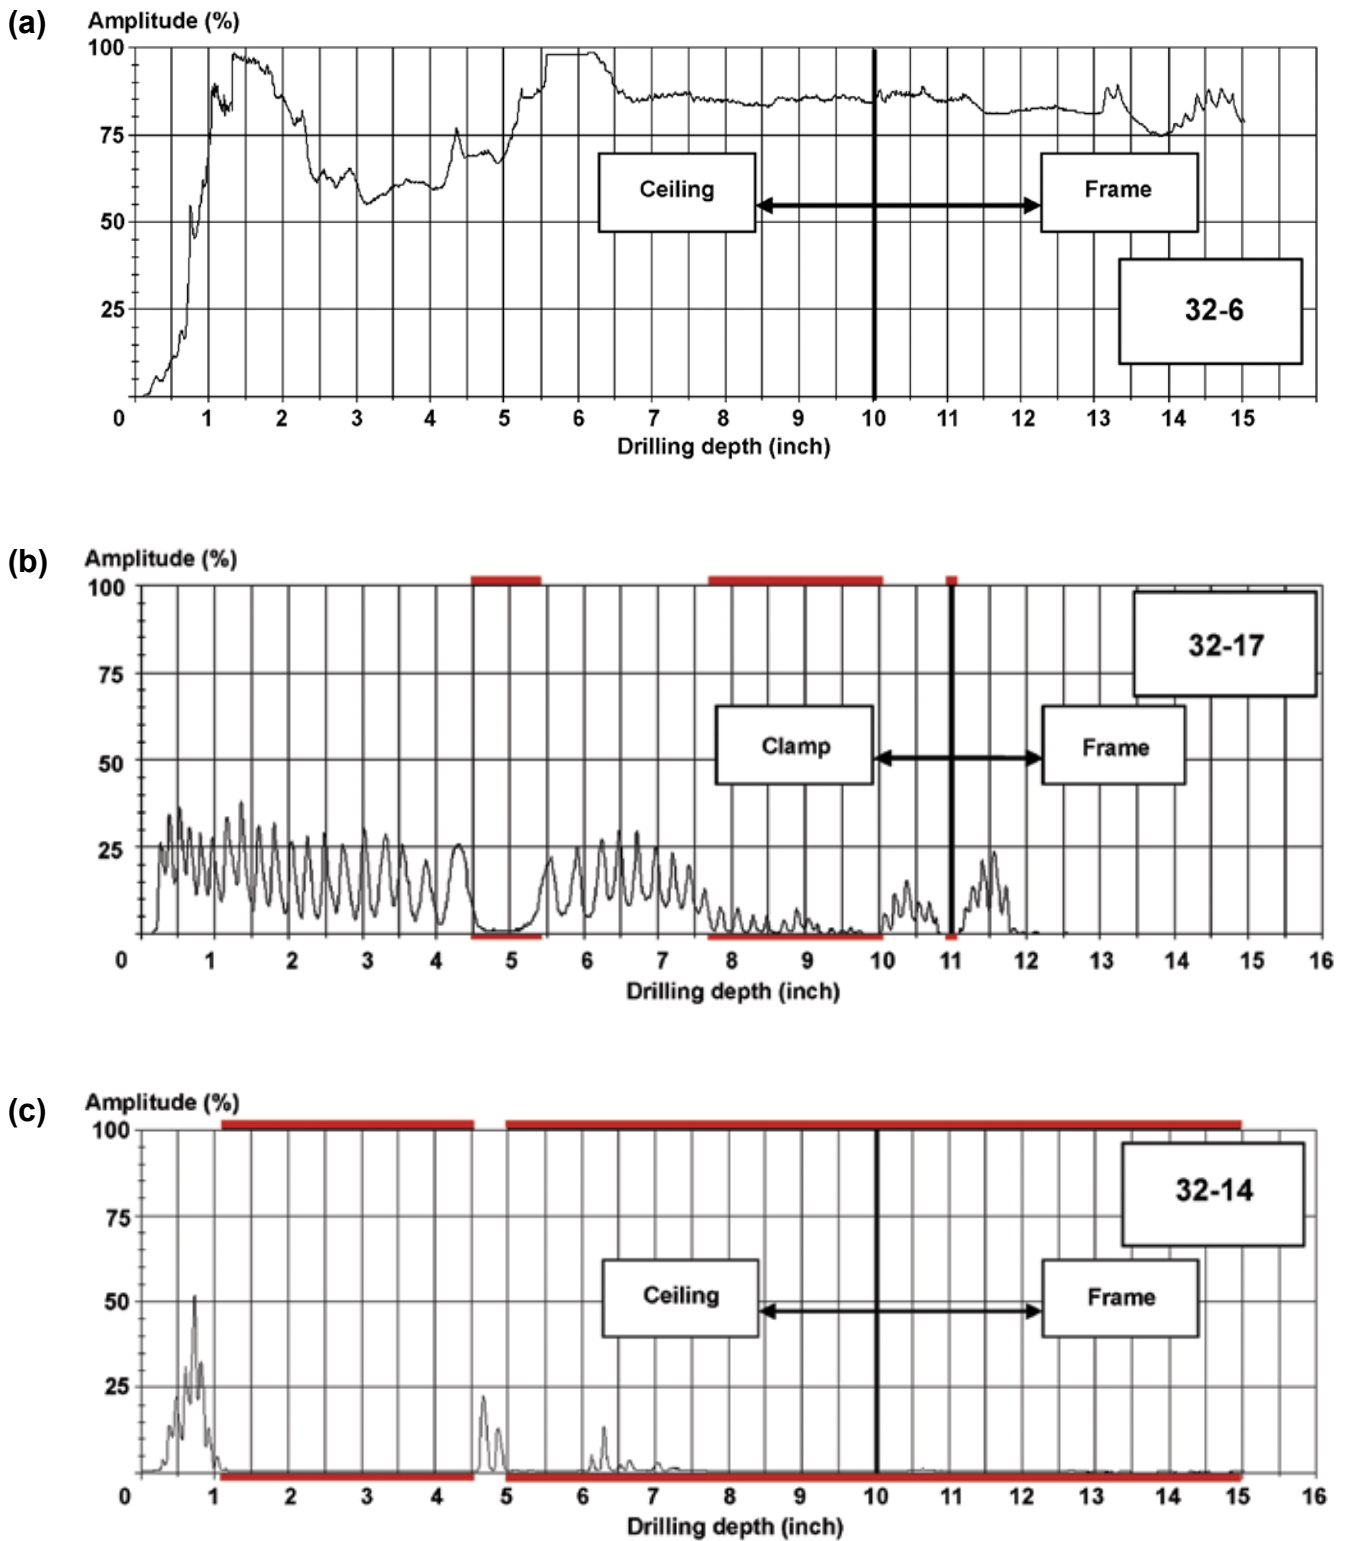 (a)
Amplitude (%)
100
75
50
25
Ceiling
Frame
32-6
0 1 2 3 4 5 6 7 8 9 10 11 12 13 14 15
Drilling depth (inch)
(b)
Amplitude (%)
100
75
50
25
32-17
Clamp
Frame
0 1 2 3 4 5 6 7 8 9 10 11 12 13 14 15 16
Drilling depth (inch)
(c)
Amplitude (%)
100
75
50
25
32-14
Ceiling
Frame
0 1 2 3 4 5 6 7 8 9 10 11 12 13 14 15 16
Drilling depth (inch)